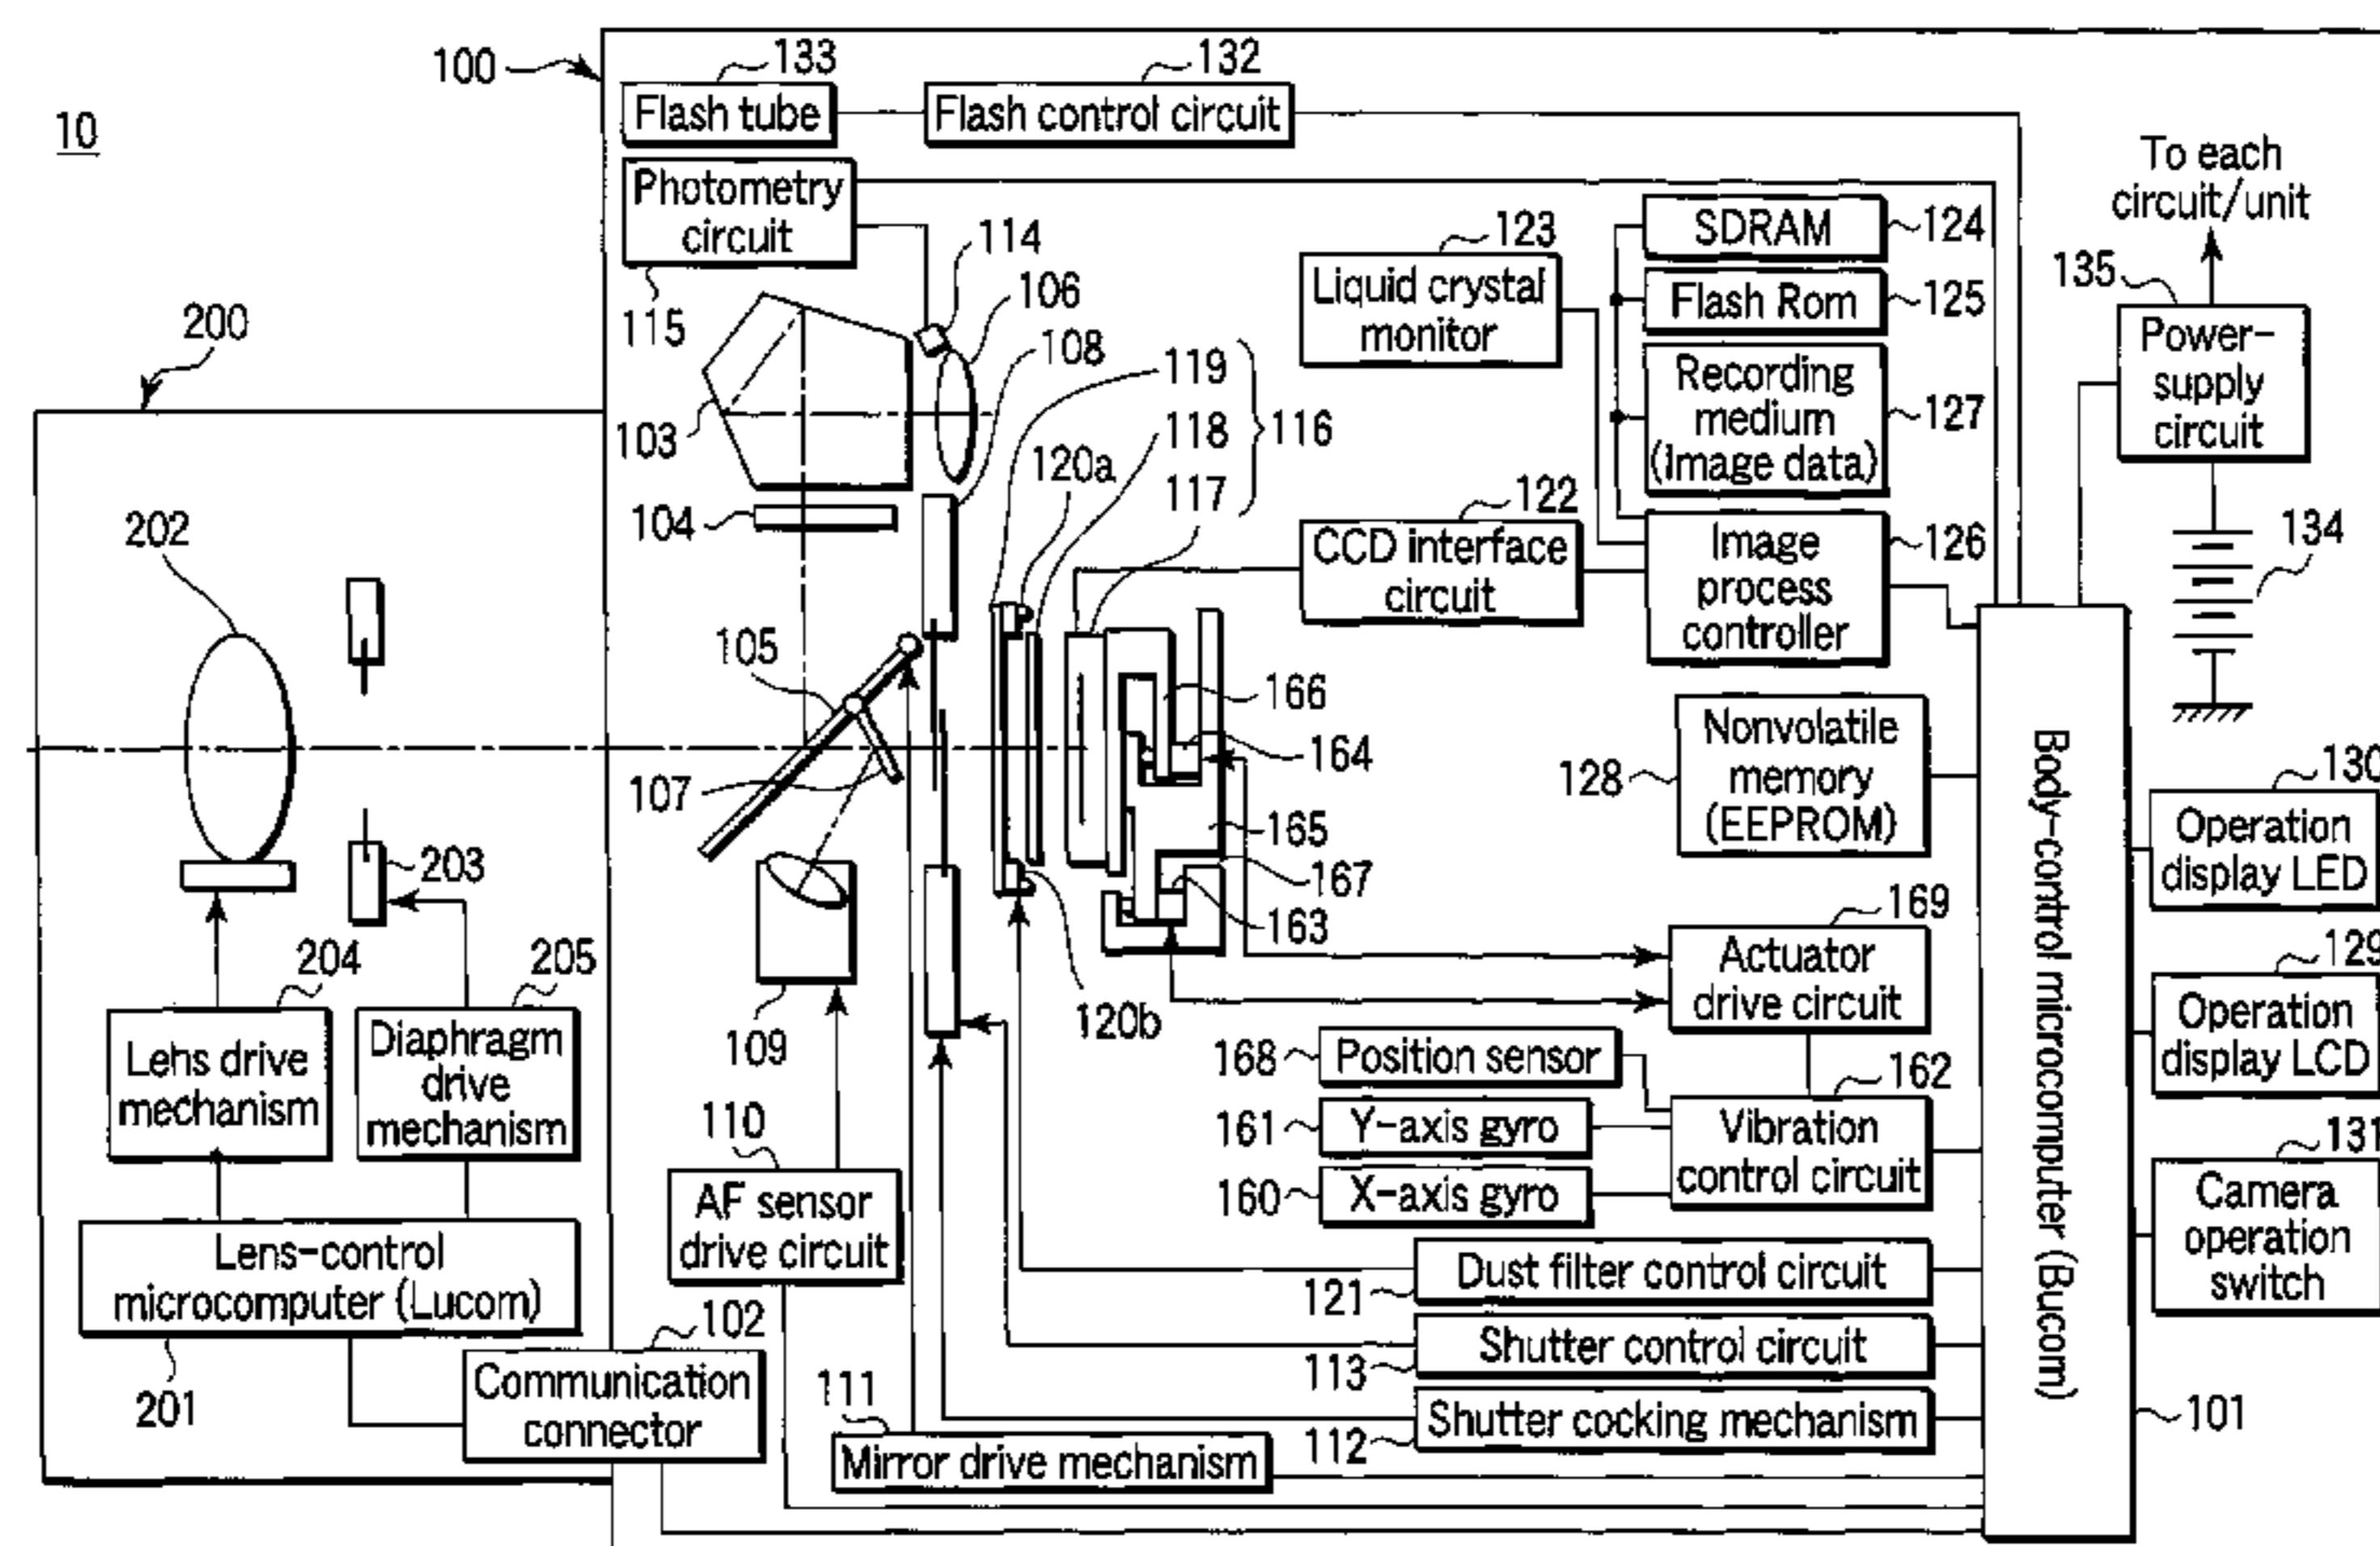 100
133
132
10
Flash tube
Flash control circuit
Photometry
circuit
115
114
106
108
119
118
117
116
120a
103
104
200
202
203
204
205
Lehs drive
mechanism
Diaphragm
drive
mechanism
Lens-control
microcomputer (Lucom)
201
102
Communication
connector
105
107
109
110
AF sensor
drive circuit
111
Mirror drive mechanism
120b
123
Liquid crystal
monitor
122
CCD interface
circuit
SDRAM
124
Flash Rom
125
Recording
medium
(Image data)
127
Image
process
controller
126
To each
circuit/unit
135
Power-
supply
circuit
134
166
164
165
167
163
128
Nonvolatile
memory
(EEPROM)
169
Actuator
drive circuit
168
Position sensor
161
Y-axis gyro
160
X-axis gyro
162
Vibration
control circuit
Dust filter control circuit
121
Shutter control circuit
113
Shutter cocking mechanism
112
Body-control microcomputer (Bucom)
101
130
Operation
display LED
129
Operation
display LCD
131
Camera
operation
switch